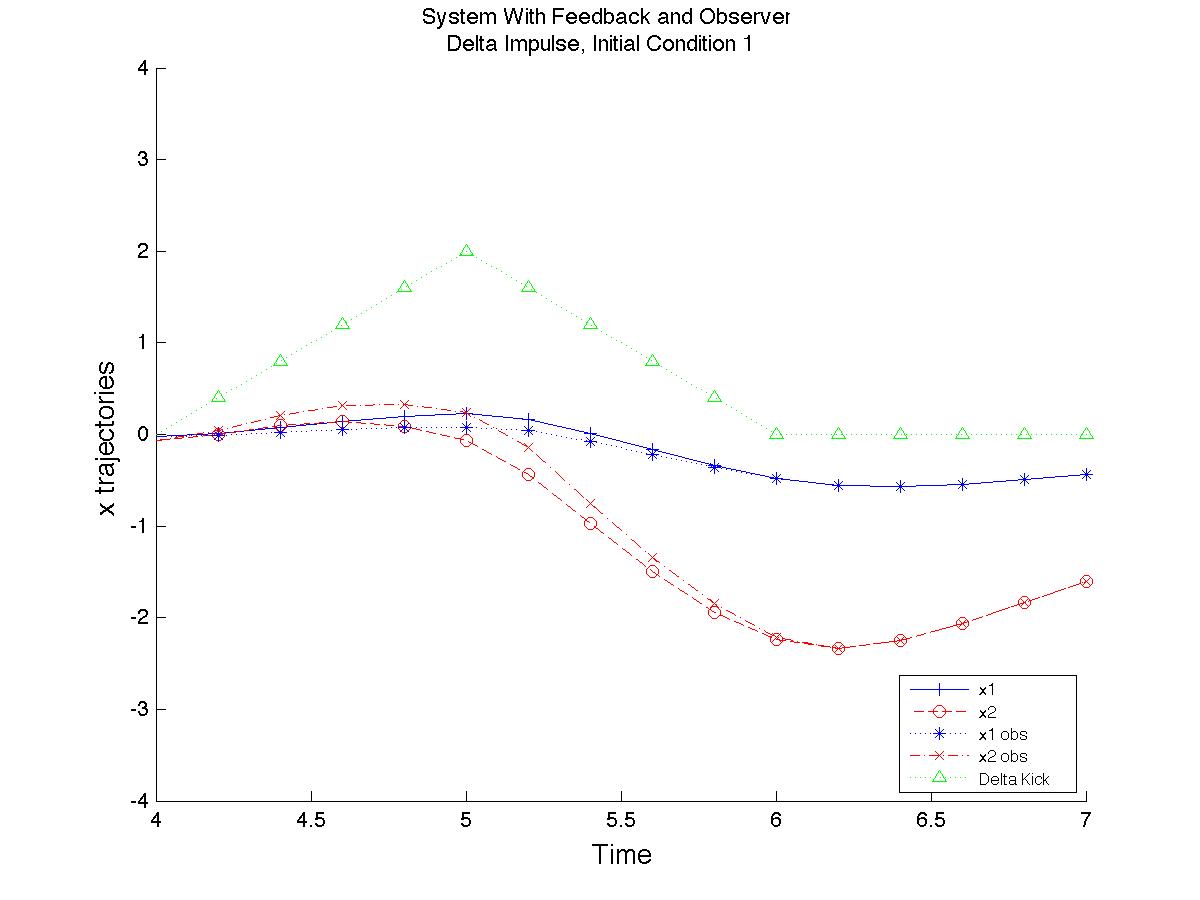 System With Feedback and Observer
Delta Impulse, Initial Condition 1
4
3
2
1
0
-1
-2
-3
-4
x trajectories
4
4.5
5
5.5
6
6.5
7
Time
x1
x2
x1 obs
x2 obs
Delta Kick